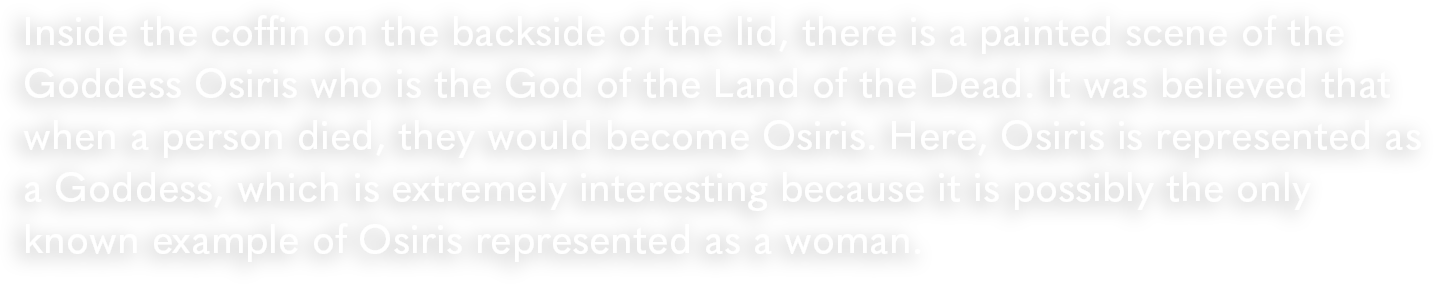 Inside the coffin on the backside of the lid, there is a painted scene of the
Goddess Osiris who is the God of the Land of the Dead. It was believed that
when a person died, they would become Osiris. Here, Osiris is represented as
a Goddess, which is extremely interesting because it is possibly the only
known example of Osiris represented as a woman.